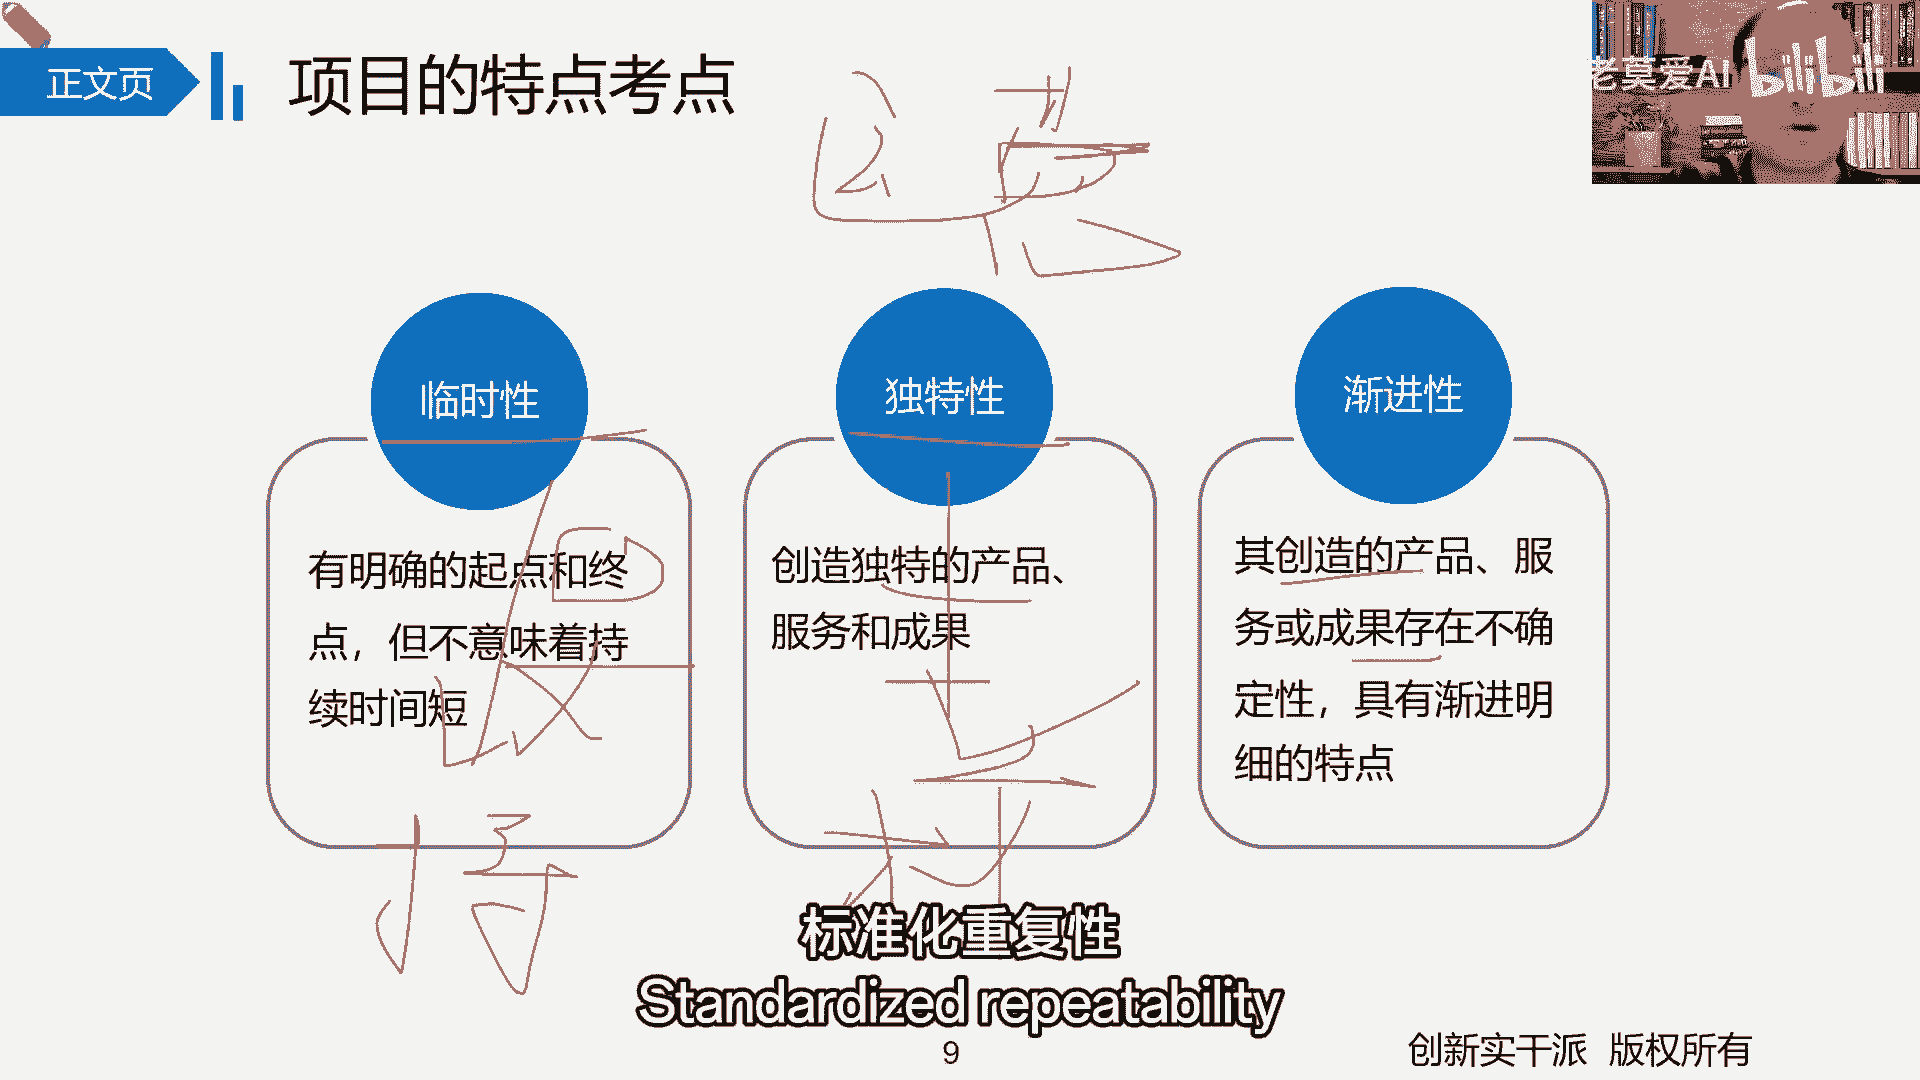 正文页
项目的特点考点
老莫爱AI
bilibili
临时性
独特性
渐进性
有明确的起点和终
点，但不意味着持
续时间短
创造独特的产品、
服务和成果
其创造的产品、服
务或成果存在不确
定性，具有渐进明
细的特点
标准化重复性
Standardized repeatability
9
创新实干派 版权所有